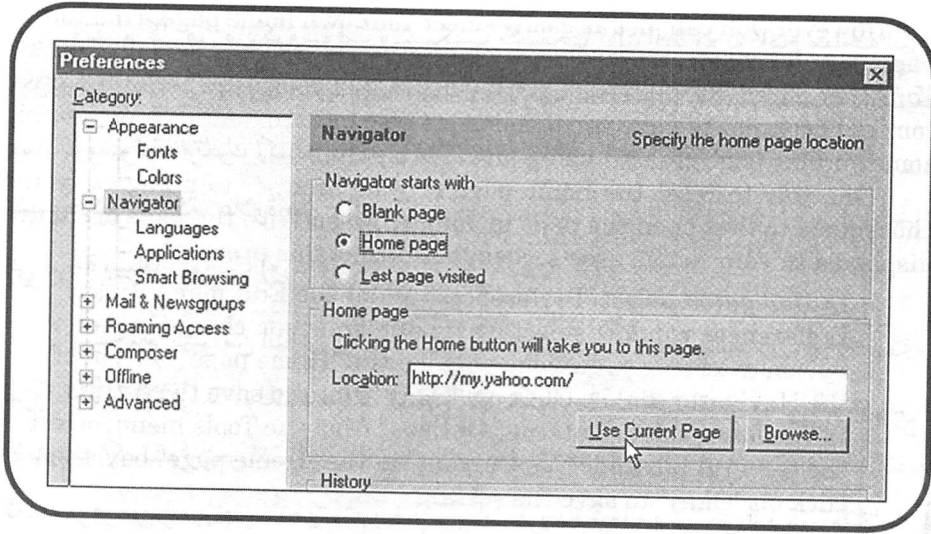 Preferences
Category:
Appearance
Fonts
Colors
Navigator
Languages
Applications
Smart Browsing
Mail & Newsgroups
Roaming Access
Composer
Offline
Advanced
Navigator Specify the home page location
Navigator starts with
Blank page
Home page
Last page visited
Home page
Clicking the Home button will take you to this page.
Location: http://my.yahoo.com/
Use Current Page Browse...
History